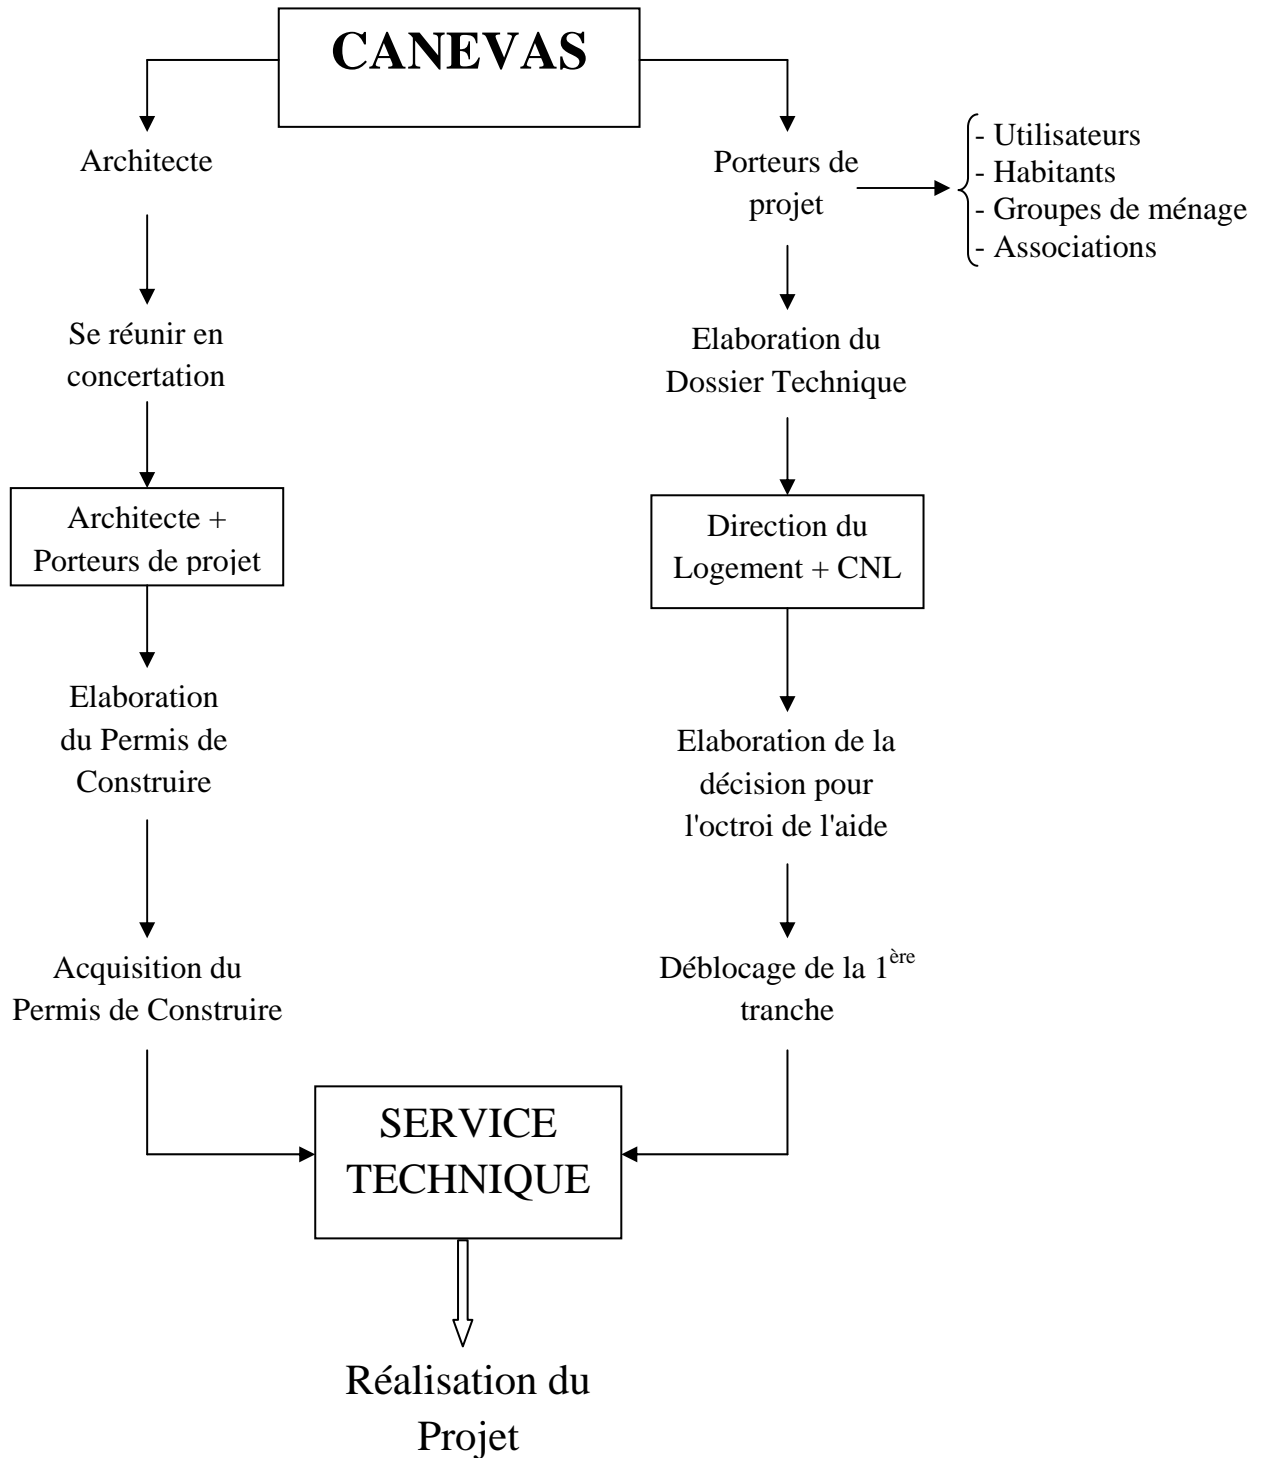 CANEVAS
Architecte
Se réunir en
concertation
Architecte +
Porteurs de projet
Elaboration
du Permis de
Construire
Acquisition du
Permis de Construire
Porteurs de
projet
- Utilisateurs
- Habitants
- Groupes de ménage
- Associations
Elaboration du
Dossier Technique
Direction du
Logement + CNL
Elaboration de la
décision pour
l'octroi de l'aide
Déblocage de la 1ère
tranche
SERVICE
TECHNIQUE
Réalisation du
Projet